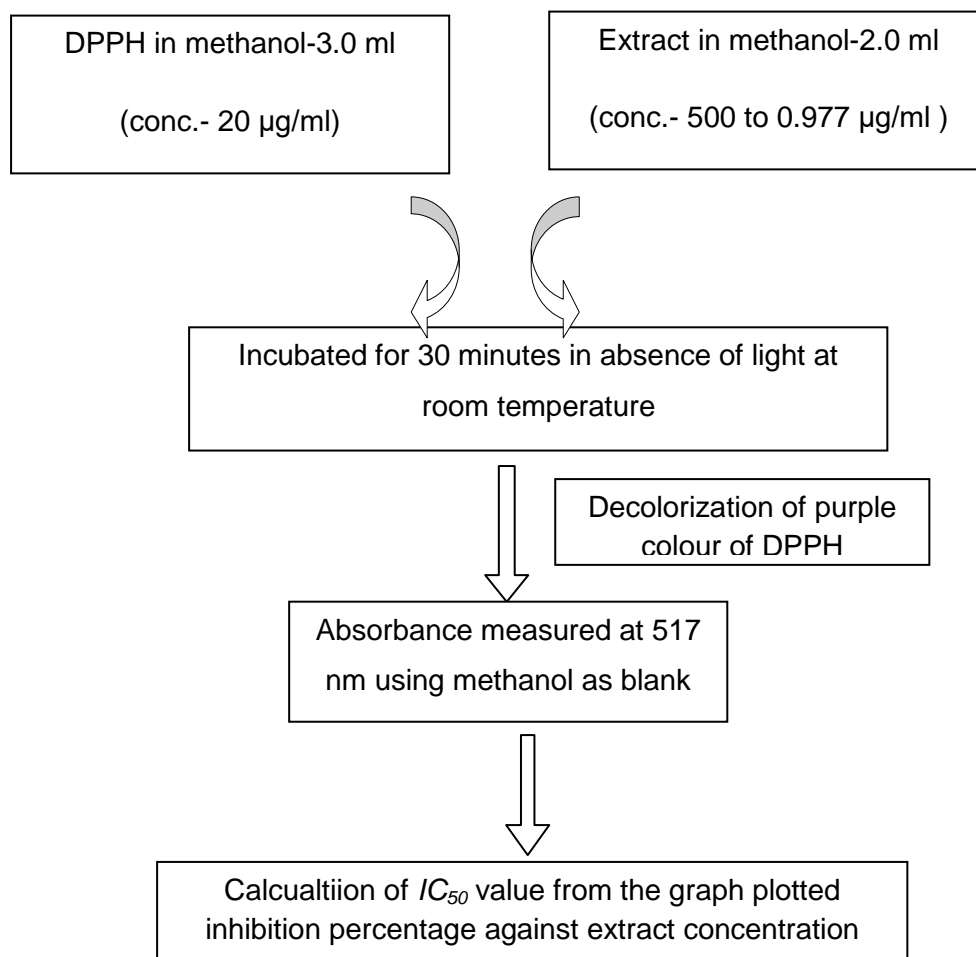 DPPH in methanol-3.0 ml
(conc.- 20 µg/ml)
Extract in methanol-2.0 ml
(conc.- 500 to 0.977 µg/ml )
Incubated for 30 minutes in absence of light at
room temperature
Decolorization of purple
colour of DPPH
Absorbance measured at 517
nm using methanol as blank
Calcualtiion of IC50 value from the graph plotted
inhibition percentage against extract concentration